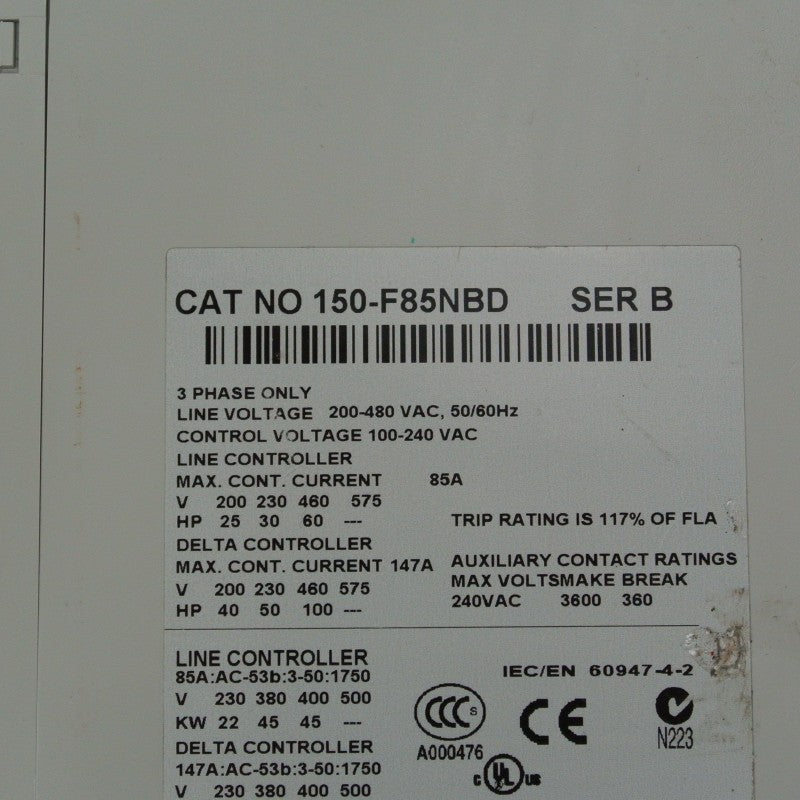 CAT NO 150-F85NBD SER B
3 PHASE ONLY
LINE VOLTAGE 200-480 VAC, 50/60Hz
CONTROL VOLTAGE 100-240 VAC
LINE CONTROLLER
MAX. CONT. CURRENT 85A
V 200 230 460 575
HP 25 30 60 ---
TRIP RATING IS 117% OF FLA
DELTA CONTROLLER
MAX. CONT. CURRENT 147A
V 200 230 460 575
HP 40 50 100 ---
AUXILIARY CONTACT RATINGS
MAX VOLTSMAKE BREAK
240VAC 3600 360
LINE CONTROLLER
85A:AC-53b:3-50:1750
V 230 380 400 500
KW 22 45 45 ---
DELTA CONTROLLER
147A:AC-53b:3-50:1750
V 230 380 400 500
IEC/EN 60947-4-2
CCC S
A000476
CE
N223
C UL US